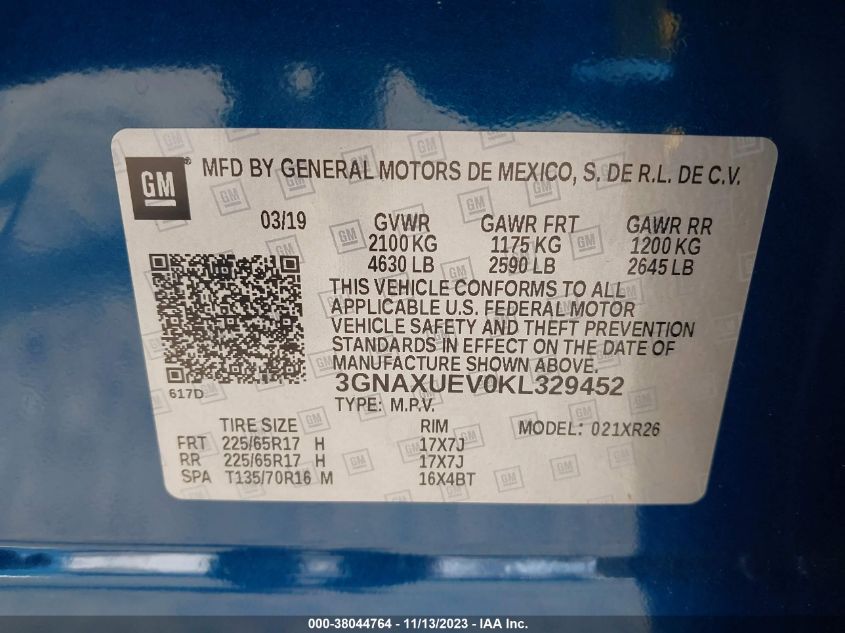 GM ® MFD BY GENERAL MOTORS DE MEXICO, S. DE R.L. DE C.V.
03/19 GVWR GAWR FRT GAWR RR
2100 KG 1175 KG 1200 KG
4630 LB 2590 LB 2645 LB
THIS VEHICLE CONFORMS TO ALL
APPLICABLE U.S. FEDERAL MOTOR
VEHICLE SAFETY AND THEFT PREVENTION
STANDARDS IN EFFECT ON THE DATE OF
MANUFACTURE SHOWN ABOVE.
617D 3GNAXUEV0KL329452
TYPE: M.P.V.
TIRE SIZE RIM MODEL: 021XR26
FRT 225/65R17 H 17X7J
RR 225/65R17 H 17X7J
SPA T135/70R16 M 16X4BT
000-38044764 - 11/13/2023 - IAA Inc.